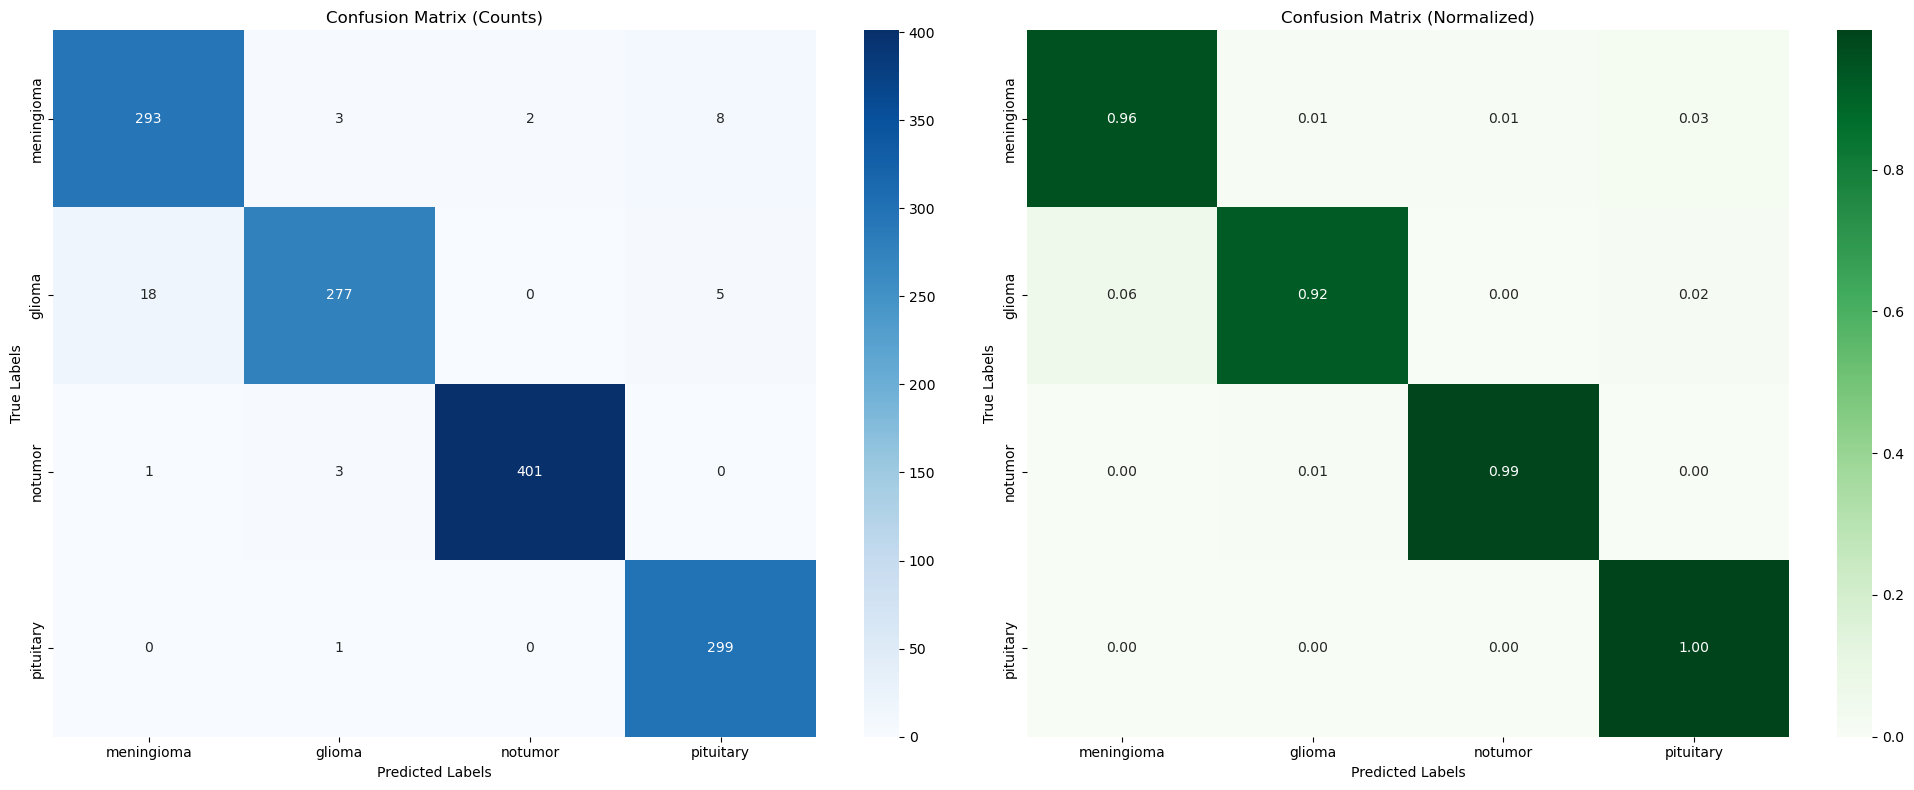 Confusion Matrix (Counts)
True Labels
meningioma
glioma
notumor
pituitary
293 3 2 8
18 277 0 5
1 3 401 0
0 1 0 299
meningioma glioma notumor pituitary
Predicted Labels
400
350
300
250
200
150
100
50
0
Confusion Matrix (Normalized)
True Labels
meningioma
glioma
notumor
pituitary
0.96 0.01 0.01 0.03
0.06 0.92 0.00 0.02
0.00 0.01 0.99 0.00
0.00 0.00 0.00 1.00
meningioma glioma notumor pituitary
Predicted Labels
0.8
0.6
0.4
0.2
0.0